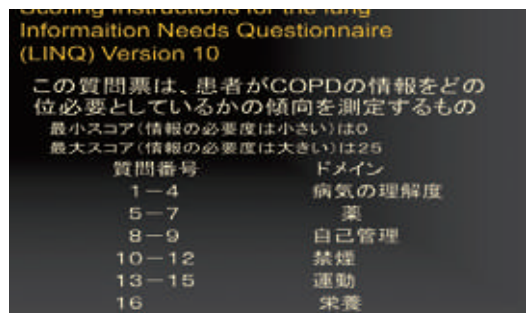 Scoring Instructions for the lung
Informaition Needs Questionnaire
(LINQ) Version 10
この質問票は、患者がCOPDの情報をどの
位必要としているかの傾向を測定するもの
最小スコア(情報の必要度は小さい)は0
最大スコア(情報の必要度は大きい)は25
質問番号 ドメイン
1－4 病気の理解度
5－7 薬
8－9 自己管理
10－12 禁煙
13－15 運動
16 栄養